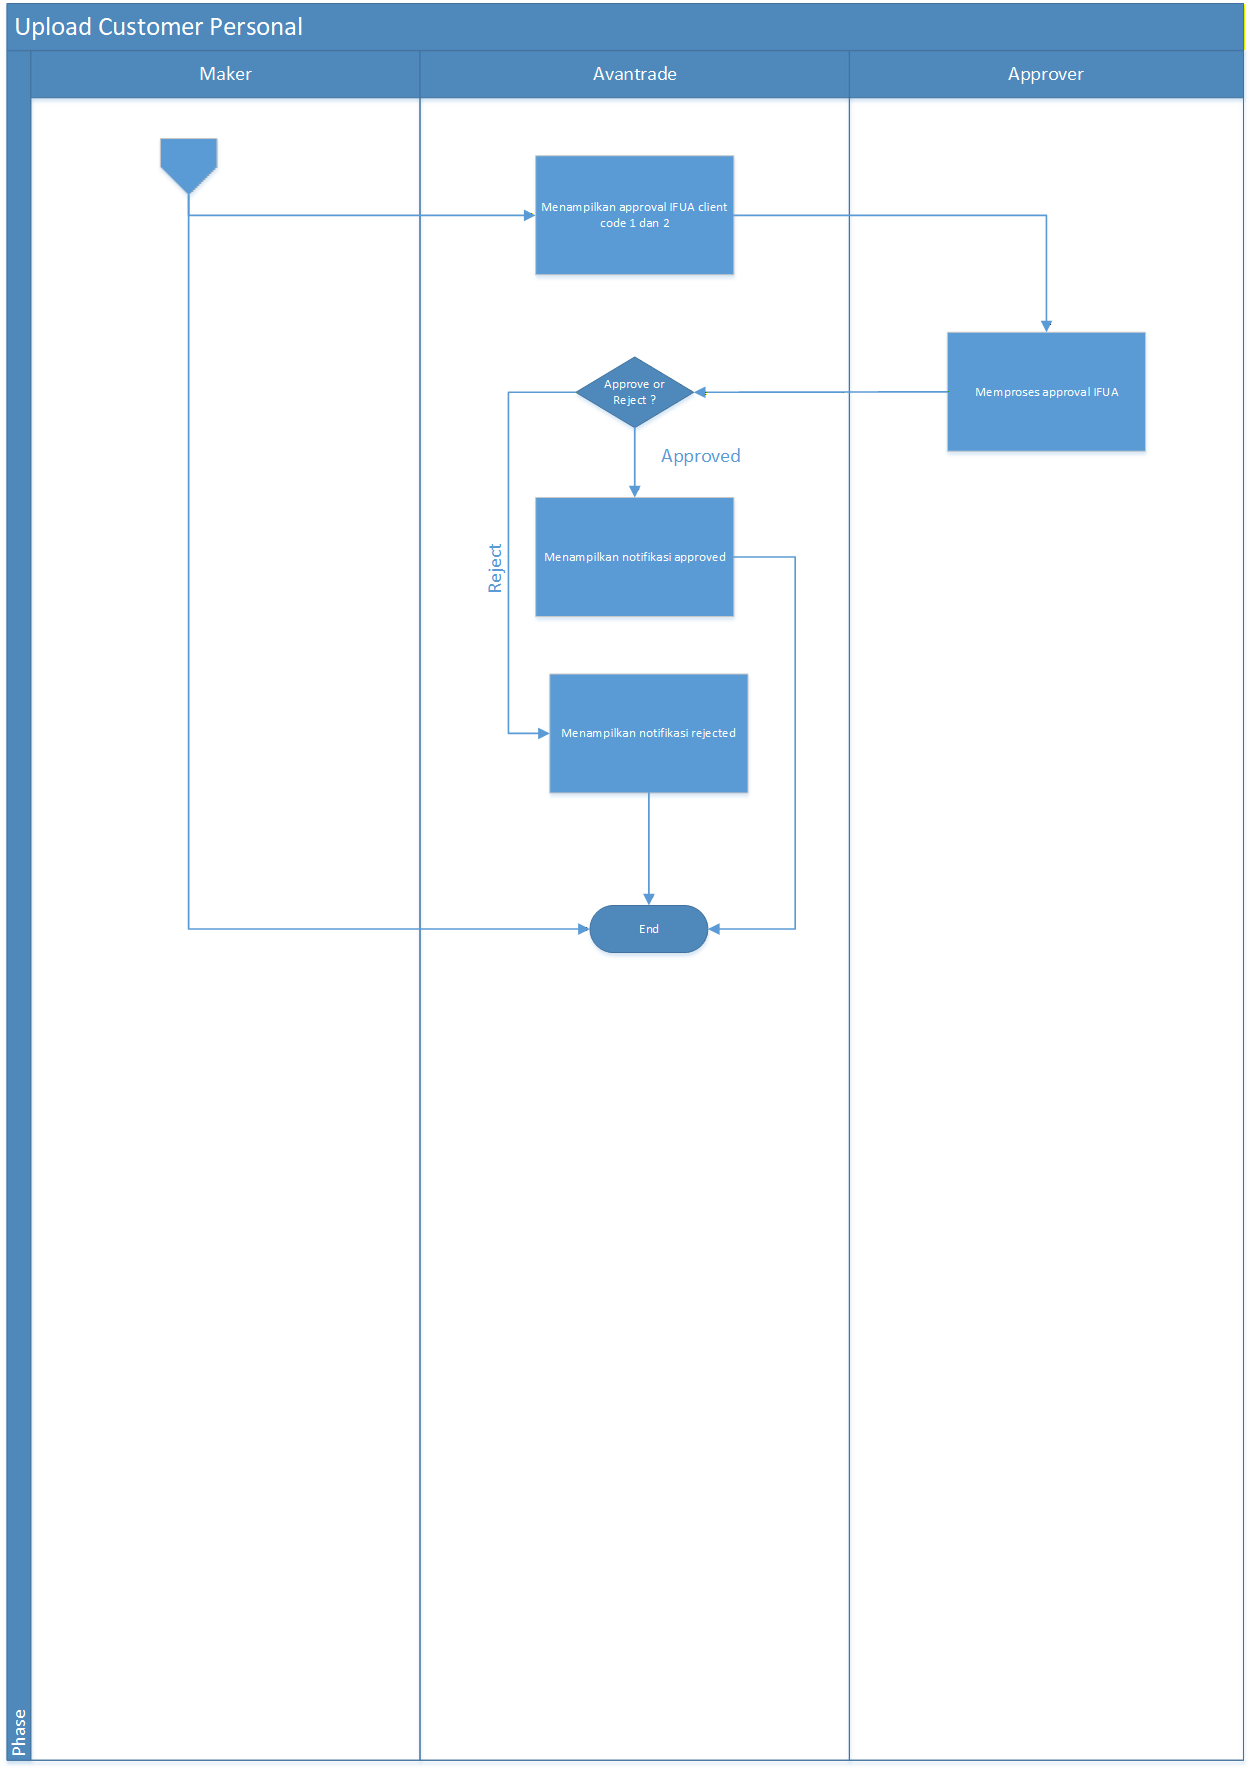 Upload Customer Personal
Maker
Avantrade
Approver
Menampilkan approval IFUA client
code 1 dan 2
Approve or
Reject ?
Memproses approval IFUA
Approved
Reject
Menampilkan notifikasi approved
Menampilkan notifikasi rejected
End
Phase